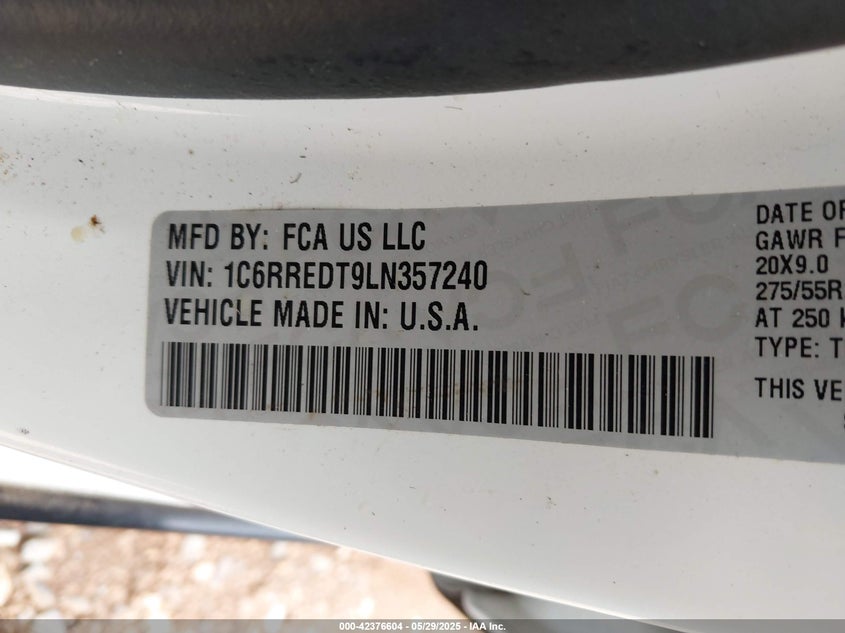 MFD BY: FCA US LLC
VIN: 1C6RREDT9LN357240
VEHICLE MADE IN: U.S.A.
DATE OF
GAWR F
20X9.0
275/55R
AT 250
TYPE: T
THIS VE
000-42376604 - 05/29/2025 - IAA Inc.